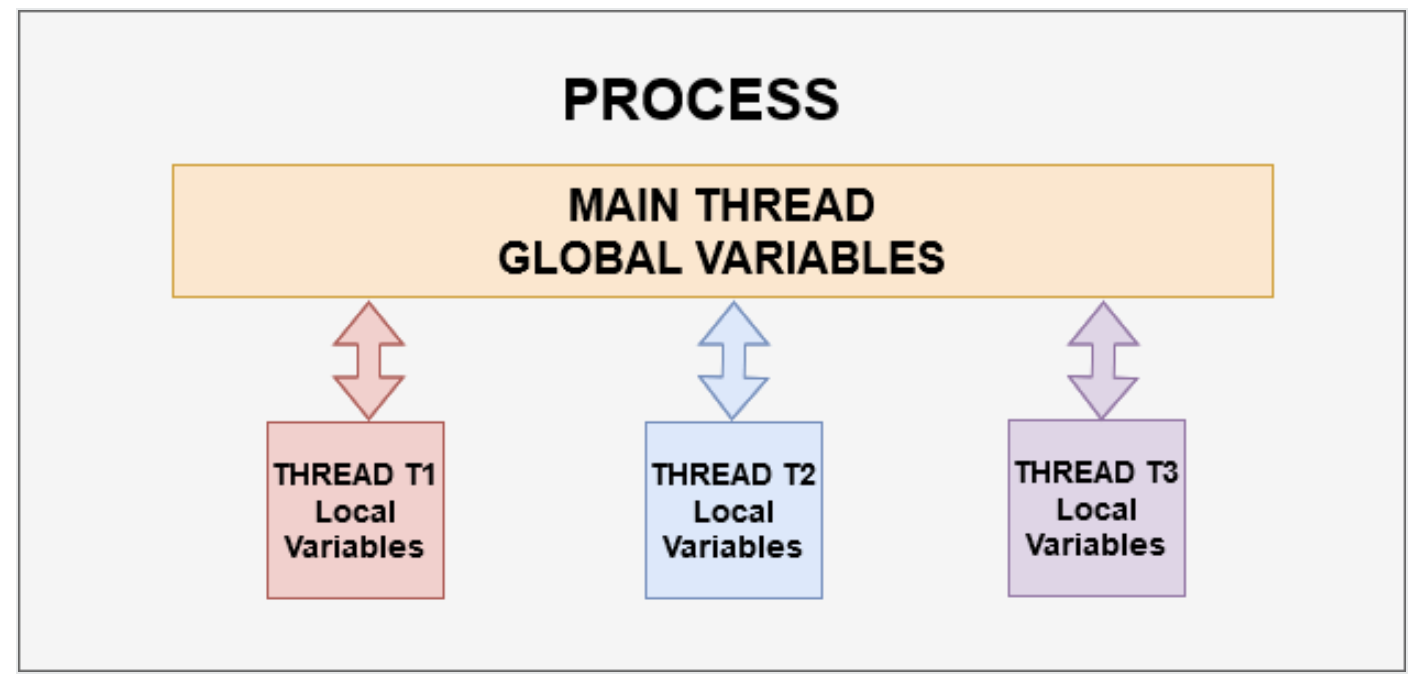 PROCESS
MAIN THREAD
GLOBAL VARIABLES
THREAD T1
Local
Variables
THREAD T2
Local
Variables
THREAD T3
Local
Variables